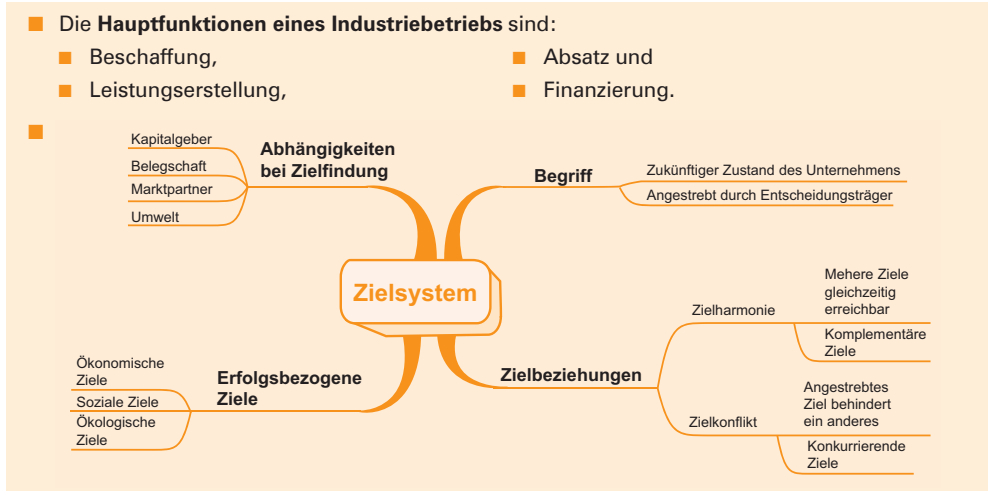 Die Hauptfunktionen eines Industriebetriebs sind:
Beschaffung,
Leistungserstellung,
Absatz und
Finanzierung.
Abhängigkeiten
bei Zielfindung
Kapitalgeber
Belegschaft
Marktpartner
Umwelt
Begriff
Zukünftiger Zustand des Unternehmens
Angestrebt durch Entscheidungsträger
Zielsystem
Erfolgsbezogene
Ziele
Ökonomische
Ziele
Soziale Ziele
Ökologische
Ziele
Zielbeziehungen
Zielharmonie
Mehere Ziele
gleichzeitig
erreichbar
Komplementäre
Ziele
Zielkonflikt
Angestrebtes
Ziel behindert
ein anderes
Konkurrierende
Ziele